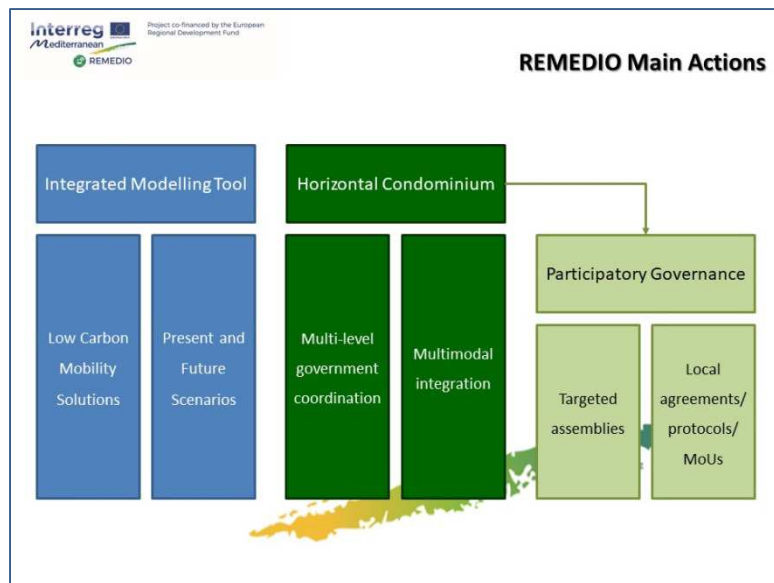 Interreg
Mediterranean
REMEDIO
Project co-financed by the European
Regional Development Fund
REMEDIO Main Actions
Integrated Modelling Tool
Low Carbon
Mobility
Solutions
Present and
Future
Scenarios
Horizontal Condominium
Multi-level
government
coordination
Multimodal
integration
Participatory Governance
Targeted
assemblies
Local
agreements/
protocols/
MoUs